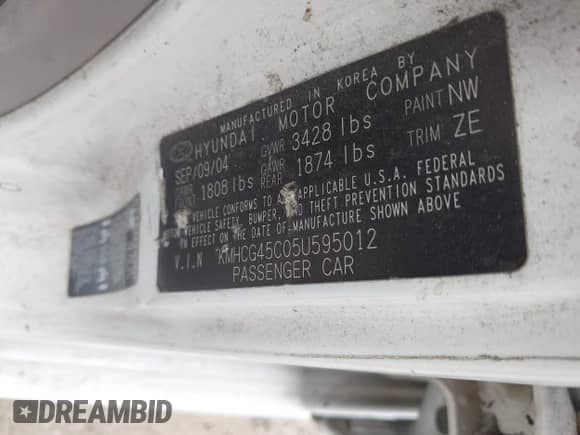 MANUFACTURED IN KOREA BY
HYUNDAI MOTOR COMPANY
SEP/09/04 GVWR 3428 lbs PAINT NW
FRONT 1808 lbs GAWR REAR 1874 lbs TRIM ZE
VEHICLE CONFORMS TO ALL APPLICABLE U.S.A. FEDERAL
VEHICLE SAFETY, BUMPER, AND THEFT PREVENTION STANDARDS
IN EFFECT ON THE DATE OF MANUFACTURE SHOWN ABOVE
V.I.N KMHCG45C05U595012
PASSENGER CAR
DREAMBID